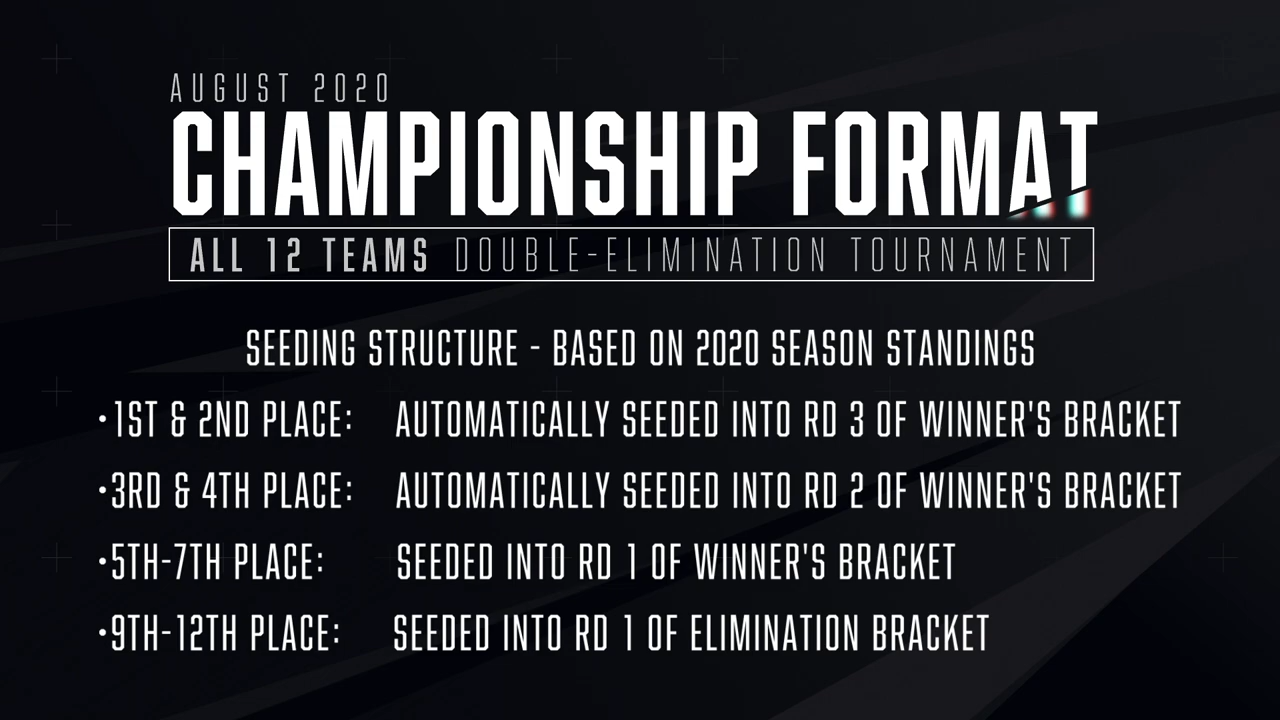 AUGUST 2020
CHAMPIONSHIP FORMAT
ALL 12 TEAMS DOUBLE-ELIMINATION TOURNAMENT
SEEDING STRUCTURE - BASED ON 2020 SEASON STANDINGS
•1ST & 2ND PLACE: AUTOMATICALLY SEEDED INTO RD 3 OF WINNER'S BRACKET
•3RD & 4TH PLACE: AUTOMATICALLY SEEDED INTO RD 2 OF WINNER'S BRACKET
•5TH-7TH PLACE: SEEDED INTO RD 1 OF WINNER'S BRACKET
•9TH-12TH PLACE: SEEDED INTO RD 1 OF ELIMINATION BRACKET